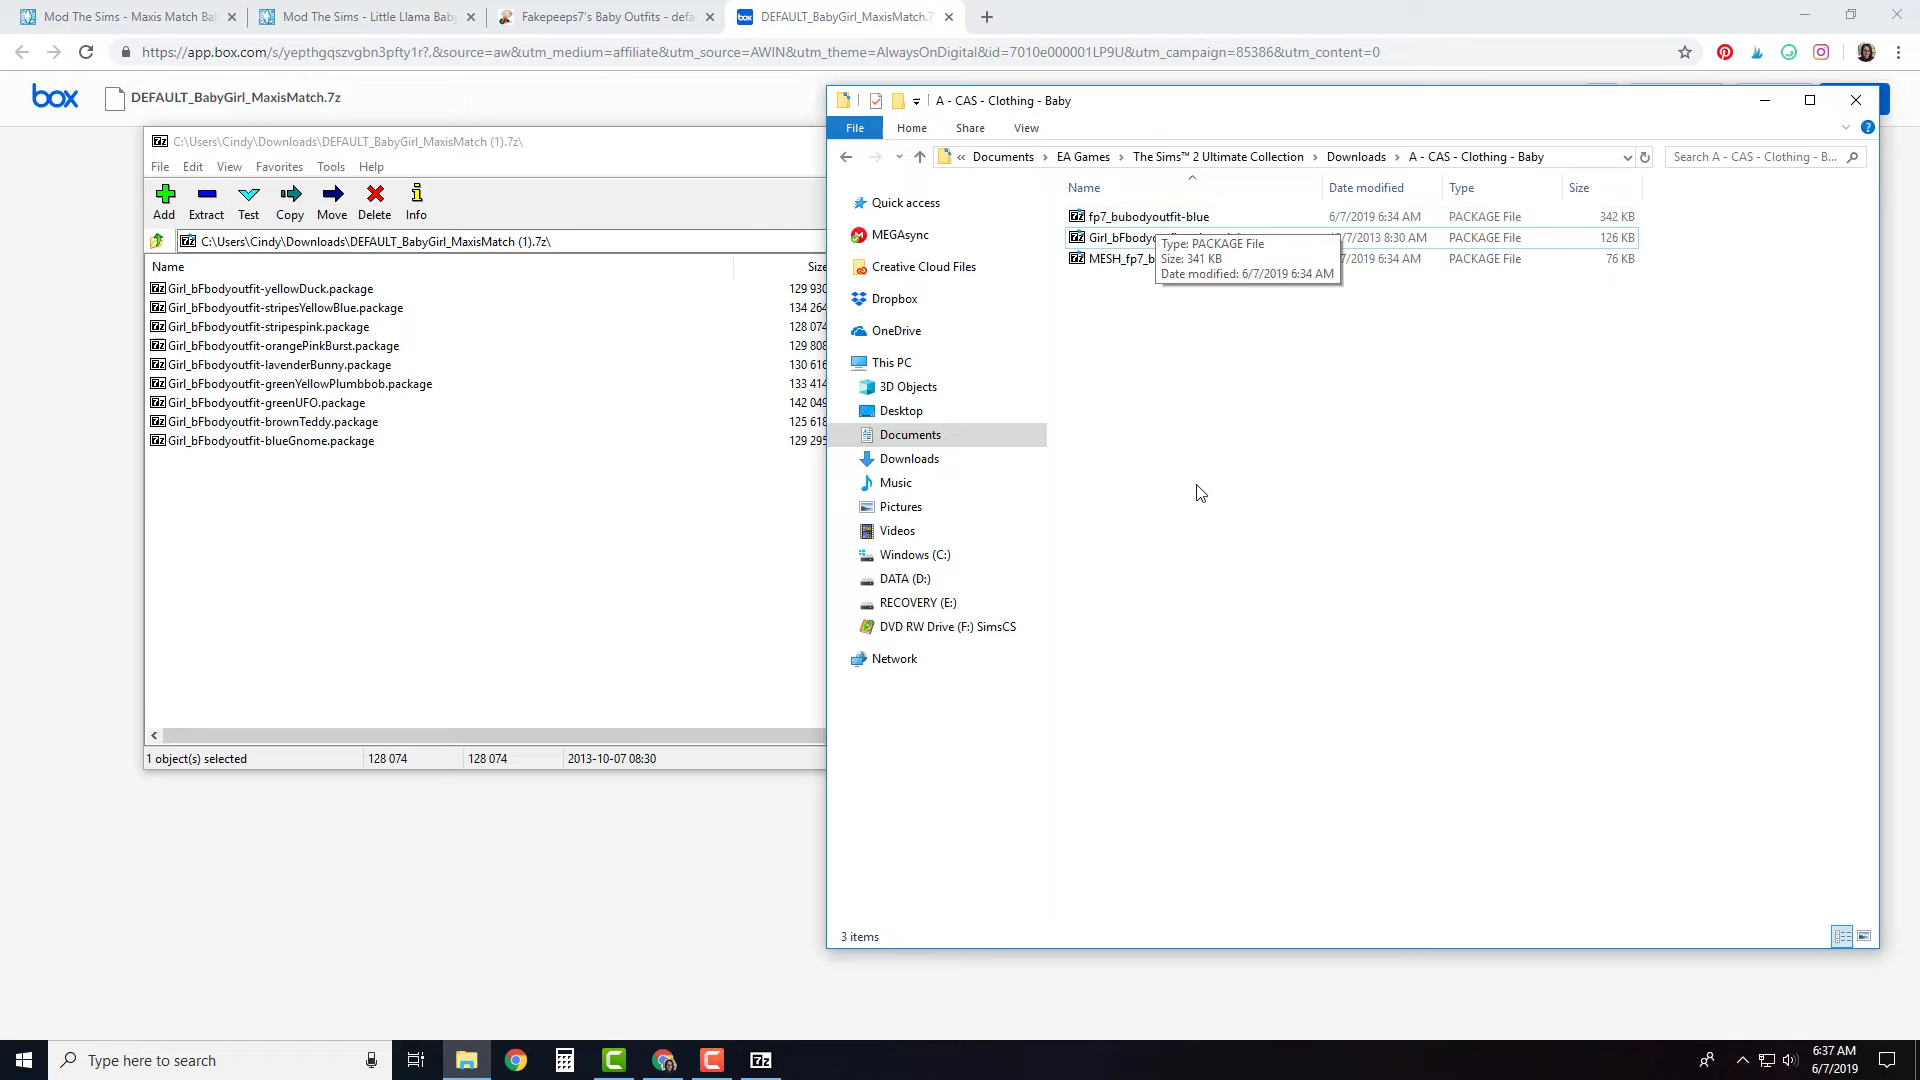 Mod The Sims - Maxis Match Bab
Mod The Sims - Little Llama Baby
Fakepeeps7's Baby Outfits - defa
box DEFAULT_BabyGirl_MaxisMatch.7
https://app.box.com/s/yepthgqszvgbn3pfty1r?,&source=aw&utm_medium=affiliate&utm_source=AWIN&utm_theme=AlwaysOnDigital&id=7010e000001LP9U&utm_campaign=85386&utm_content=0
box DEFAULT_BabyGirl_MaxisMatch.7z
7z C:\Users\Cindy\Downloads\DEFAULT_BabyGirl_MaxisMatch (1).7z\
File Edit View Favorites Tools Help
Add Extract Test Copy Move Delete Info
7z C:\Users\Cindy\Downloads\DEFAULT_BabyGirl_MaxisMatch (1).7z\
Name Size
Girl_bFbodyoutfit-yellowDuck.package 129 930
Girl_bFbodyoutfit-stripesYellowBlue.package 134 264
Girl_bFbodyoutfit-stripespink.package 128 074
Girl_bFbodyoutfit-orangePinkBurst.package 129 808
Girl_bFbodyoutfit-lavenderBunny.package 130 616
Girl_bFbodyoutfit-greenYellowPlumbbob.package 133 414
Girl_bFbodyoutfit-greenUFO.package 142 049
Girl_bFbodyoutfit-brownTeddy.package 125 618
Girl_bFbodyoutfit-blueGnome.package 129 295
1 object(s) selected 128 074 128 074 2013-10-07 08:30
A - CAS - Clothing - Baby
File Home Share View
« Documents > EA Games > The Sims™ 2 Ultimate Collection > Downloads > A - CAS - Clothing - Baby
Search A - CAS - Clothing - B...
Quick access
MEGAsync
Creative Cloud Files
Dropbox
OneDrive
This PC
3D Objects
Desktop
Documents
Downloads
Music
Pictures
Videos
Windows (C:)
DATA (D:)
RECOVERY (E:)
DVD RW Drive (F:) SimsCS
Network
Name Date modified Type Size
fp7_bubodyoutfit-blue 6/7/2019 6:34 AM PACKAGE File 342 KB
Girl_bFbody /7/2013 8:30 AM PACKAGE File 126 KB
MESH_fp7_b 7/2019 6:34 AM PACKAGE File 76 KB
Type: PACKAGE File
Size: 341 KB
Date modified: 6/7/2019 6:34 AM
3 items
Type here to search
7z
6:37 AM
6/7/2019